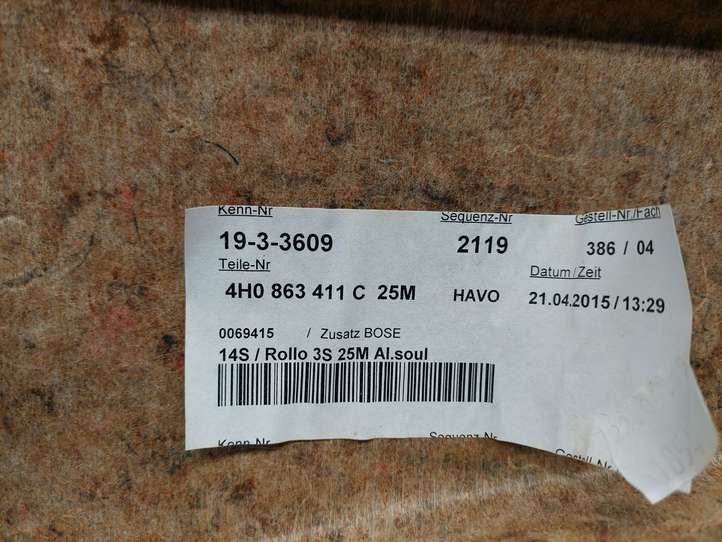 Kenn-Nr Sequenz-Nr Gestell-Nr/Fach
19-3-3609 2119 386 / 04
Teile-Nr Datum/Zeit
4H0 863 411 C 25M HAVO 21.04.2015/13:29
0069415 / Zusatz BOSE
14S / Rollo 3S 25M Al.soul
Kenn-Nr Sequenz-Nr Gestell-Nr